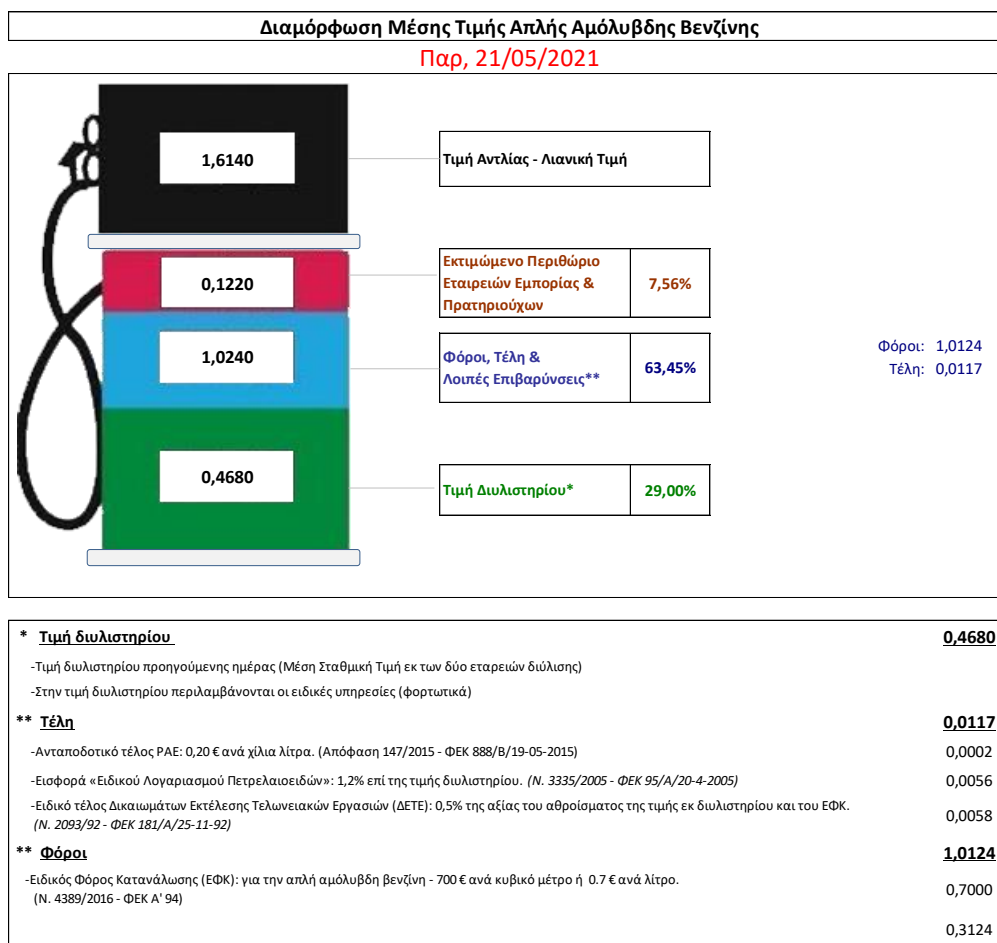 Διαμόρφωση Μέσης Τιμής Απλής Αμόλυβδης Βενζίνης
Παρ, 21/05/2021
1,6140
Τιμή Αντλίας - Λιανική Τιμή
0,1220
Εκτιμώμενο Περιθώριο
Εταιρειών Εμπορίας &
Πρατηριούχων
7,56%
1,0240
Φόροι, Τέλη &
Λοιπές Επιβαρύνσεις**
63,45%
Φόροι: 1,0124
Τέλη: 0,0117
0,4680
Τιμή Διυλιστηρίου*
29,00%
* Τιμή διυλιστηρίου 0,4680
-Τιμή διυλιστηρίου προηγούμενης ημέρας (Μέση Σταθμική Τιμή εκ των δύο εταρειών διύλισης)
-Στην τιμή διυλιστηρίου περιλαμβάνονται οι ειδικές υπηρεσίες (φορτωτικά)
** Τέλη 0,0117
-Ανταποδοτικό τέλος ΡΑΕ: 0,20 € ανά χίλια λίτρα. (Απόφαση 147/2015 - ΦΕΚ 888/Β/19-05-2015) 0,0002
-Εισφορά «Ειδικού Λογαριασμού Πετρελαιοειδών»: 1,2% επί της τιμής διυλιστηρίου. (Ν. 3335/2005 - ΦΕΚ 95/Α/20-4-2005) 0,0056
-Ειδικό τέλος Δικαιωμάτων Εκτέλεσης Τελωνειακών Εργασιών (ΔΕΤΕ): 0,5% της αξίας του αθροίσματος της τιμής εκ διυλιστηρίου και του ΕΦΚ.
(Ν. 2093/92 - ΦΕΚ 181/Α/25-11-92) 0,0058
** Φόροι 1,0124
-Ειδικός Φόρος Κατανάλωσης (ΕΦΚ): για την απλή αμόλυβδη βενζίνη - 700 € ανά κυβικό μέτρο ή 0.7 € ανά λίτρο.
(Ν. 4389/2016 - ΦΕΚ Α' 94) 0,7000
0,3124